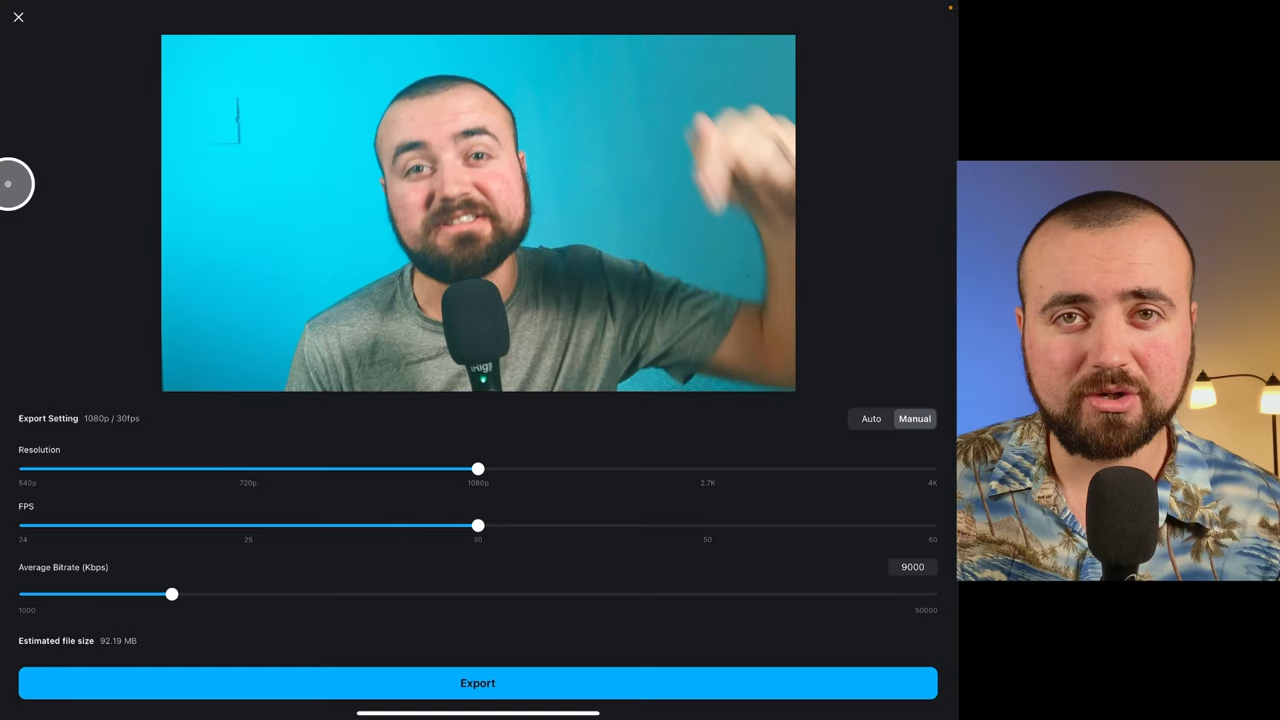 Export Setting 1080p / 30fps
Auto Manual
Resolution
540p 720p 1080p 2.7K 4K
FPS
24 25 30 50 60
Average Bitrate (Kbps) 9000
1000 50000
Estimated file size 92.19 MB
Export